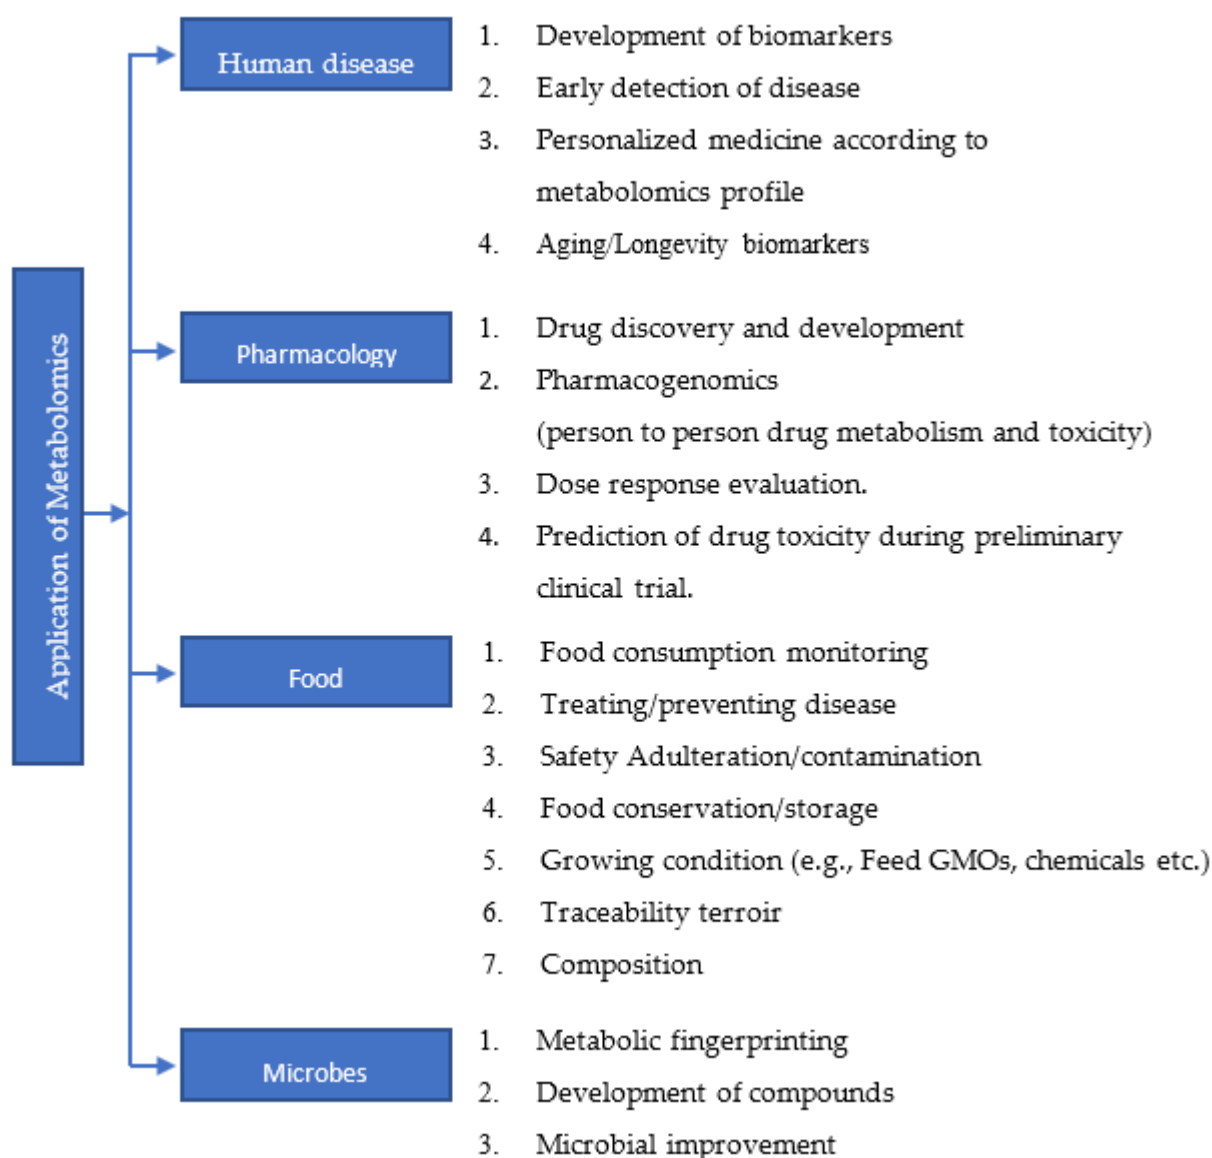 Application of Metabolomics
Human disease
1. Development of biomarkers
2. Early detection of disease
3. Personalized medicine according to
metabolomics profile
4. Aging/Longevity biomarkers
Pharmacology
1. Drug discovery and development
2. Pharmacogenomics
(person to person drug metabolism and toxicity)
3. Dose response evaluation.
4. Prediction of drug toxicity during preliminary
clinical trial.
Food
1. Food consumption monitoring
2. Treating/preventing disease
3. Safety Adulteration/contamination
4. Food conservation/storage
5. Growing condition (e.g., Feed GMOs, chemicals etc.)
6. Traceability terroir
7. Composition
Microbes
1. Metabolic fingerprinting
2. Development of compounds
3. Microbial improvement